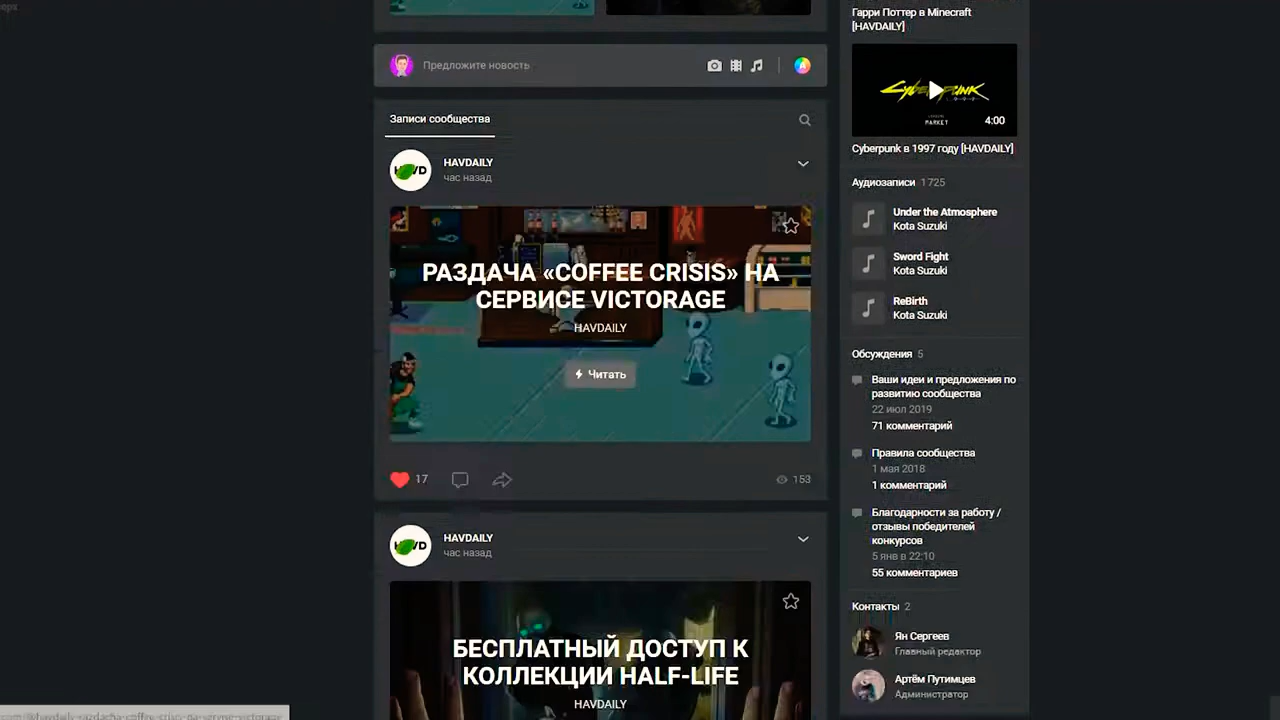 Предложите новость
Записи сообщества
HAVDAILY
час назад
РАЗДАЧА «COFFEE CRISIS» НА
СЕРВИСЕ VICTORAGE
HAVDAILY
Читать
17
153
HAVDAILY
час назад
БЕСПЛАТНЫЙ ДОСТУП К
КОЛЛЕКЦИИ HALF-LIFE
HAVDAILY
Гарри Поттер в Minecraft
[HAVDAILY]
CYBERPUNK
MARKET
4:00
Cyberpunk в 1997 году [HAVDAILY]
Аудиозаписи 1 725
Under the Atmosphere
Kota Suzuki
Sword Fight
Kota Suzuki
ReBirth
Kota Suzuki
Обсуждения 5
Ваши идеи и предложения по
развитию сообщества
22 июл 2019
71 комментарий
Правила сообщества
1 мая 2018
1 комментарий
Благодарности за работу /
отзывы победителей
конкурсов
5 янв в 22:10
55 комментариев
Контакты 2
Ян Сергеев
Главный редактор
Артём Путимцев
Администратор